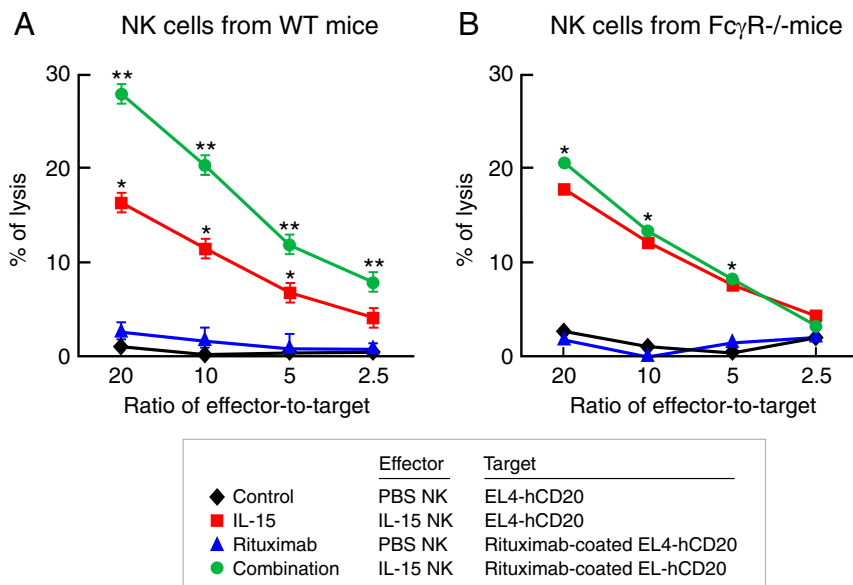 A NK cells from WT mice
% of lysis
30
20
10
0
** ** ** **
* * *
20 10 5 2.5
Ratio of effector-to-target
B NK cells from FcγR-/-mice
% of lysis
30
20
10
0
* * *
20 10 5 2.5
Ratio of effector-to-target
Effector Target
Control PBS NK EL4-hCD20
IL-15 IL-15 NK EL4-hCD20
Rituximab PBS NK Rituximab-coated EL4-hCD20
Combination IL-15 NK Rituximab-coated EL-hCD20